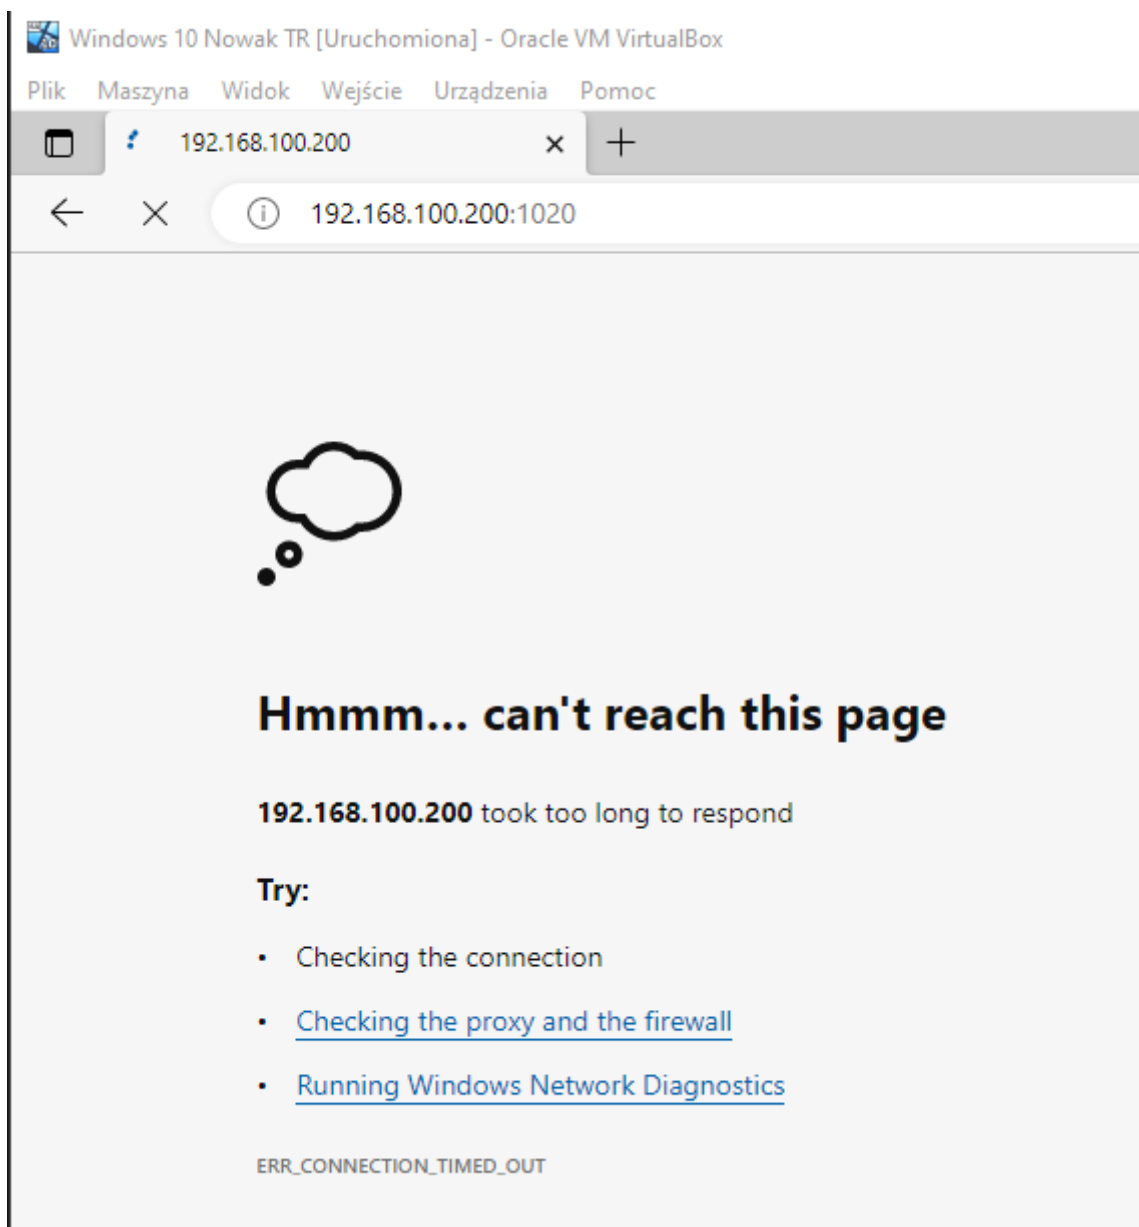 Windows 10 Nowak TR [Uruchomiona] - Oracle VM VirtualBox
Plik Maszyna Widok Wejście Urządzenia Pomoc
192.168.100.200
192.168.100.200:1020
Hmmm... can't reach this page
192.168.100.200 took too long to respond
Try:
• Checking the connection
• Checking the proxy and the firewall
• Running Windows Network Diagnostics
ERR_CONNECTION_TIMED_OUT